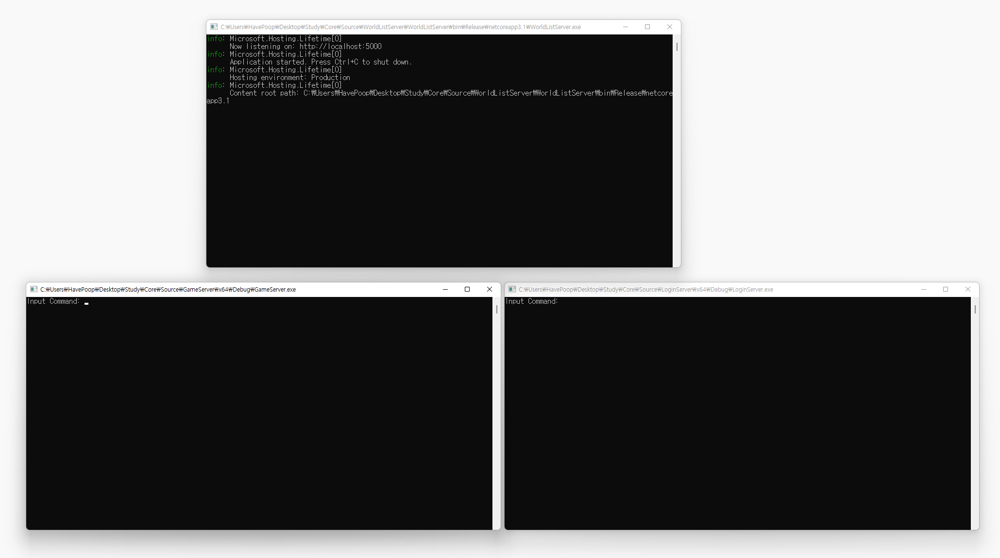 C:₩Users₩HavePoop₩Desktop₩Study₩Core₩Source₩WorldListServer₩WorldListServer₩bin₩Release₩netcoreapp3.1₩WorldListServer.exe
info: Microsoft.Hosting.Lifetime[0]
Now listening on: http://localhost:5000
info: Microsoft.Hosting.Lifetime[0]
Application started. Press Ctrl+C to shut down.
info: Microsoft.Hosting.Lifetime[0]
Hosting environment: Production
info: Microsoft.Hosting.Lifetime[0]
Content root path: C:₩Users₩HavePoop₩Desktop₩Study₩Core₩Source₩WorldListServer₩WorldListServer₩bin₩Release₩netcore
app3.1
C:₩Users₩HavePoop₩Desktop₩Study₩Core₩Source₩GameServer₩x64₩Debug₩GameServer.exe
Input Command:
C:₩Users₩HavePoop₩Desktop₩Study₩Core₩Source₩LoginServer₩x64₩Debug₩LoginServer.exe
Input Command: